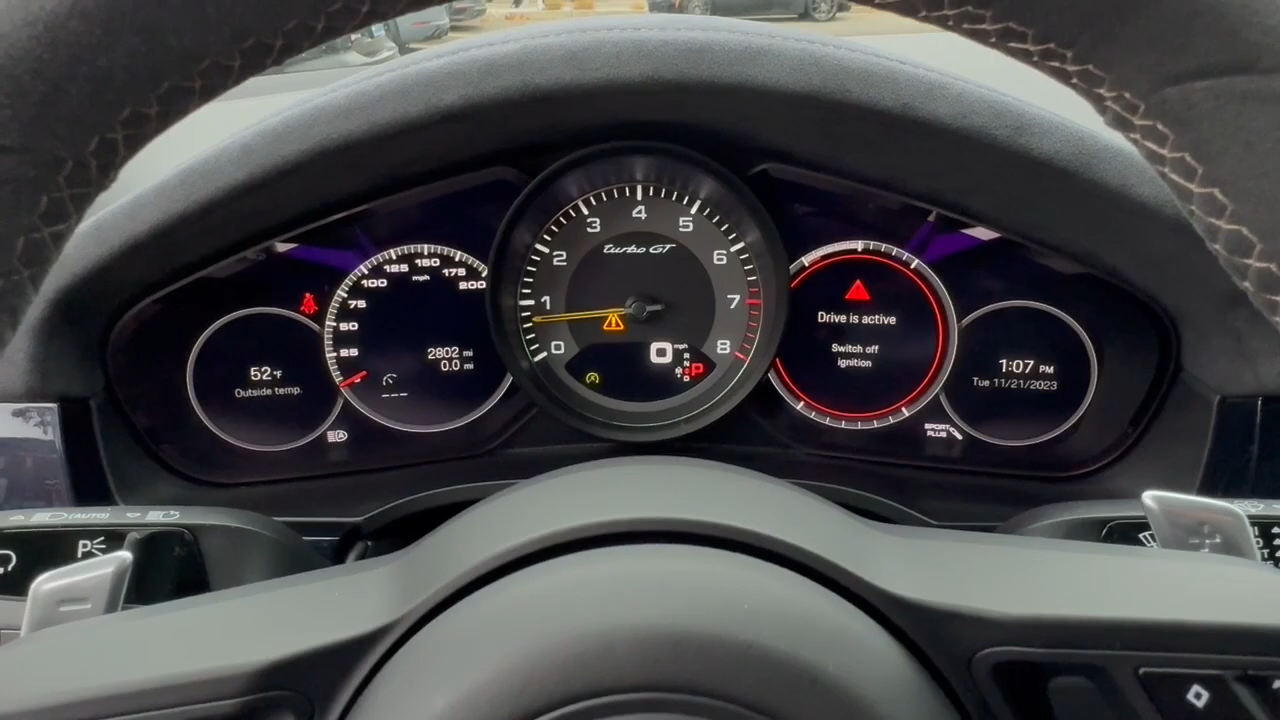 52 °F
Outside temp.
25
50
75
100
125
150
175
200
mph
2802 mi
0.0 mi
---
0
1
2
3
4
5
6
7
8
turbo GT
0 mph
R
N
D
M
P
Drive is active
Switch off
ignition
SPORT
PLUS
1:07 PM
Tue 11/21/2023
(AUTO)
P